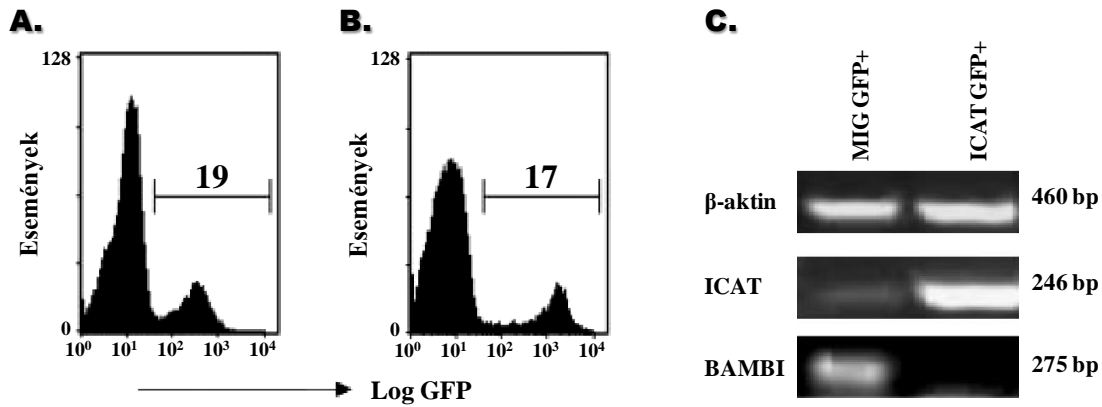 A.
B.
C.
128
Események
19
0
10⁰ 10¹ 10² 10³ 10⁴
128
Események
17
0
10⁰ 10¹ 10² 10³ 10⁴
Log GFP
MIG GFP+
ICAT GFP+
β-aktin
460 bp
ICAT
246 bp
BAMBI
275 bp